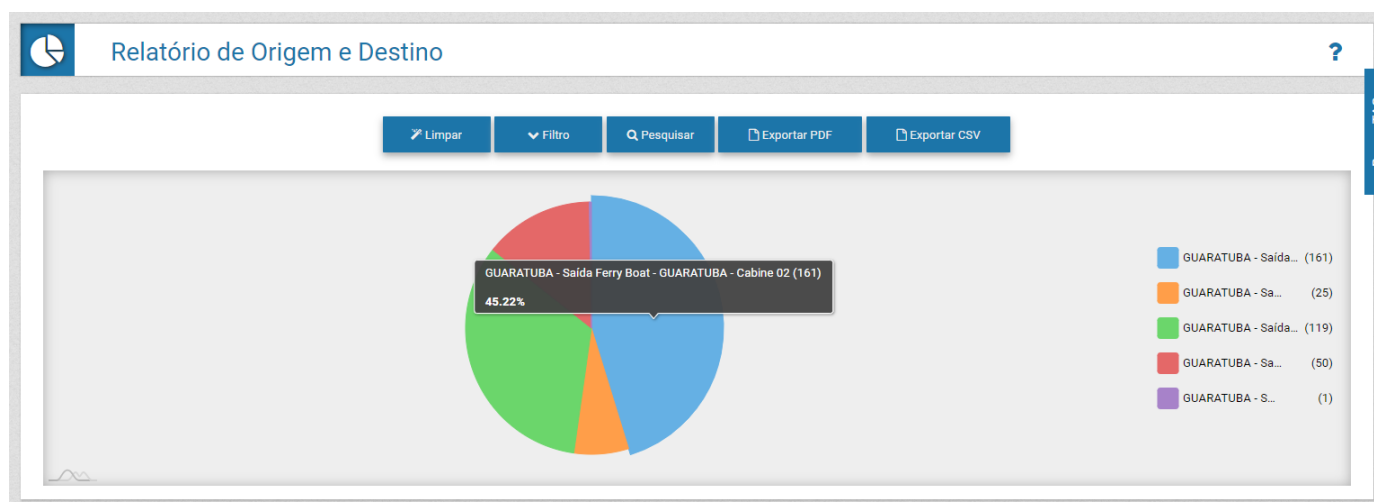 Relatório de Origem e Destino
?
Limpar
Filtro
Pesquisar
Exportar PDF
Exportar CSV
GUARATUBA - Saída Ferry Boat - GUARATUBA - Cabine 02 (161)
45.22%
GUARATUBA - Saída... (161)
GUARATUBA - Sa... (25)
GUARATUBA - Saída... (119)
GUARATUBA - Sa... (50)
GUARATUBA - S... (1)